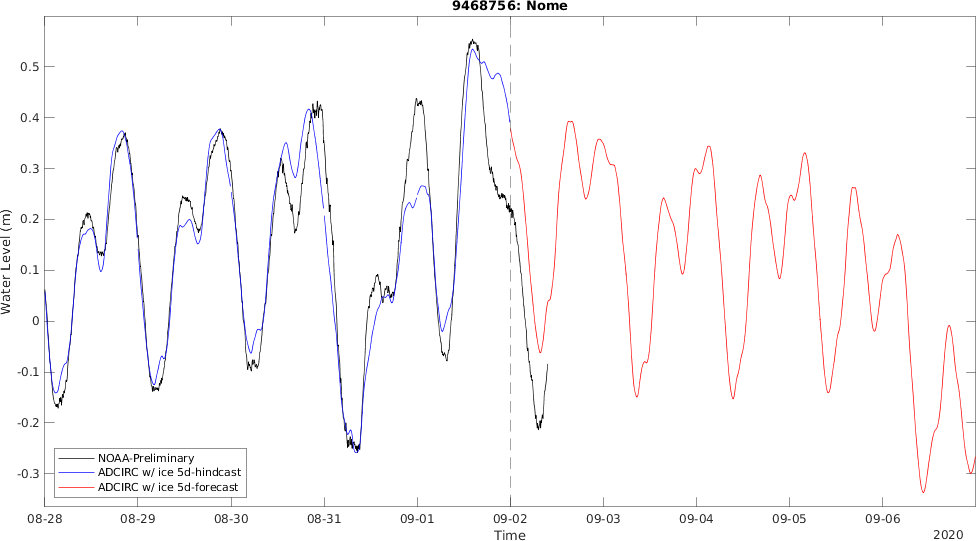 9468756: Nome
Water Level (m)
0.5
0.4
0.3
0.2
0.1
0
-0.1
-0.2
-0.3
NOAA-Preliminary
ADCIRC w/ ice 5d-hindcast
ADCIRC w/ ice 5d-forecast
08-28 08-29 08-30 08-31 09-01 09-02 09-03 09-04 09-05 09-06
Time
2020